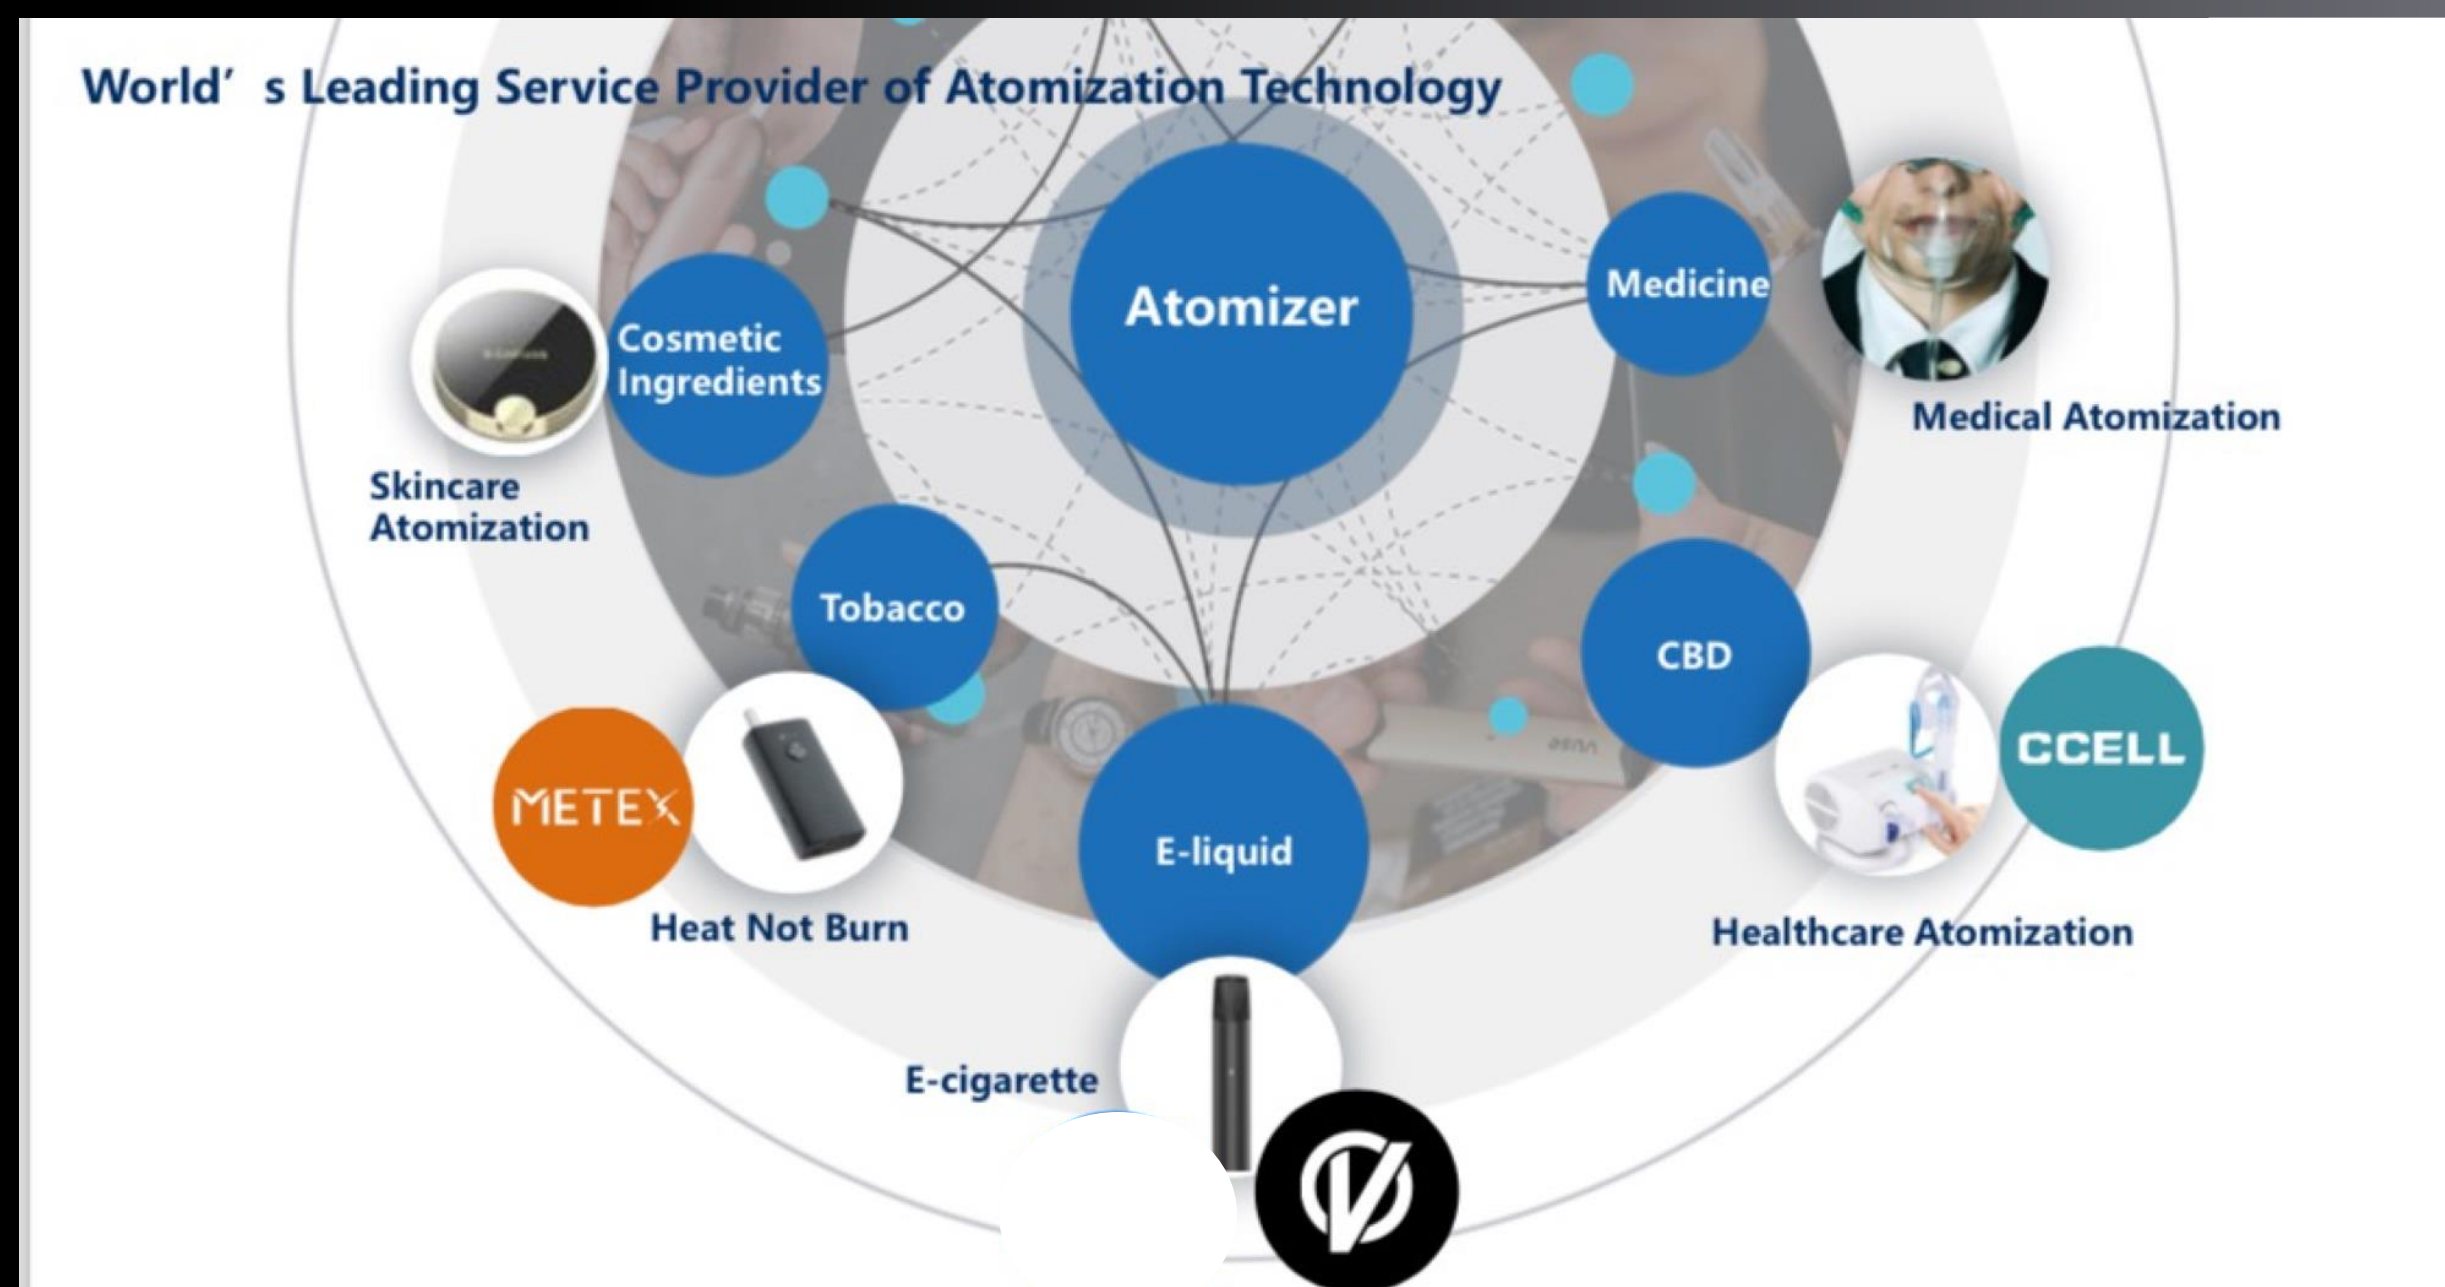 World’ s Leading Service Provider of Atomization Technology
Atomizer
Medicine
Medical Atomization
Cosmetic
Ingredients
Skincare
Atomization
Tobacco
CBD
CCELL
METEX
vuse
E-liquid
Heat Not Burn
Healthcare Atomization
E-cigarette